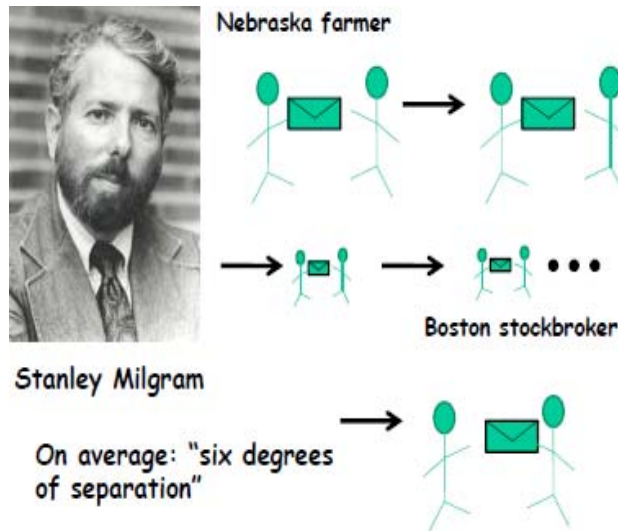 Nebraska farmer
Boston stockbroker
Stanley Milgram
On average: “six degrees
of separation”